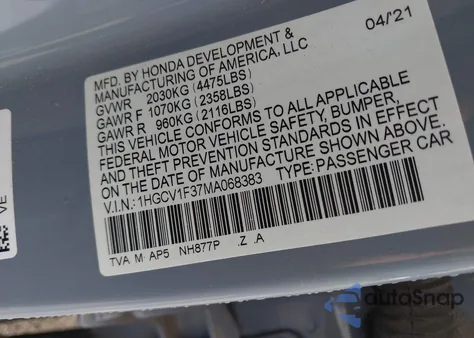 04/21
MFD. BY HONDA DEVELOPMENT &
MANUFACTURING OF AMERICA, LLC
GVWR 2030KG (4475LBS)
GAWR F 1070KG (2358LBS)
GAWR R 960KG (2116LBS)
THIS VEHICLE CONFORMS TO ALL APPLICABLE
FEDERAL MOTOR VEHICLE SAFETY, BUMPER,
AND THEFT PREVENTION STANDARDS IN EFFECT
ON THE DATE OF MANUFACTURE SHOWN ABOVE.
V.I.N.: 1HGCV1F37MA068383 TYPE: PASSENGER CAR
TVA M: AP5 NH877P .Z .A
VE
autoSnap